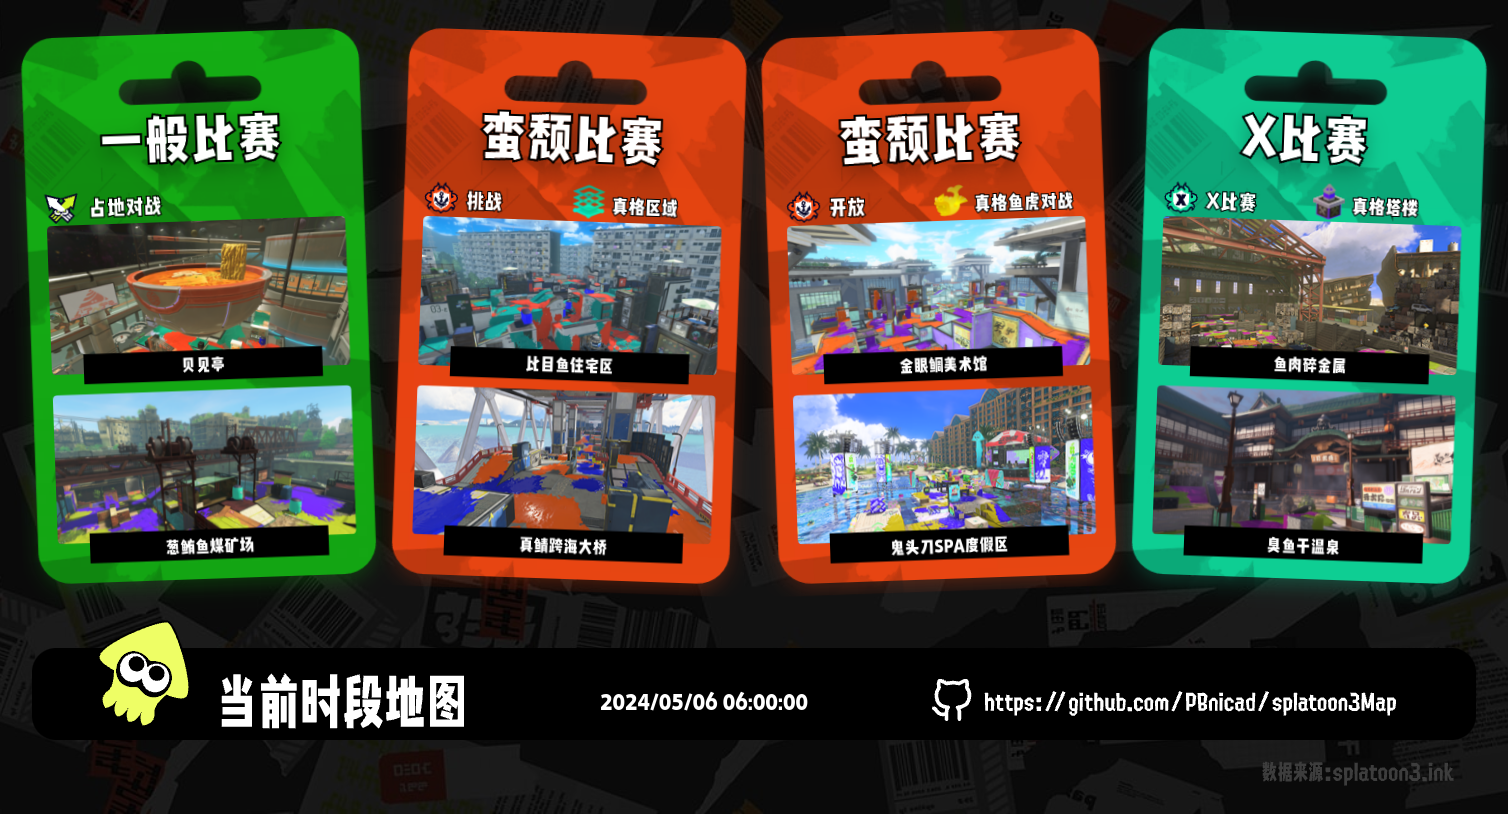 一般比赛
占地对战
贝贝亭
葱鲔鱼煤矿场
蛮颓比赛
挑战
真格区域
比目鱼住宅区
真鲭跨海大桥
蛮颓比赛
开放
真格鱼虎对战
金眼鲷美术馆
鬼头刀SPA度假区
X比赛
X比赛
真格塔楼
鱼肉碎金属
臭鱼干温泉
当前时段地图
2024/05/06 06:00:00
https://github.com/PBnicad/splatoon3Map
数据来源:splatoon3.ink